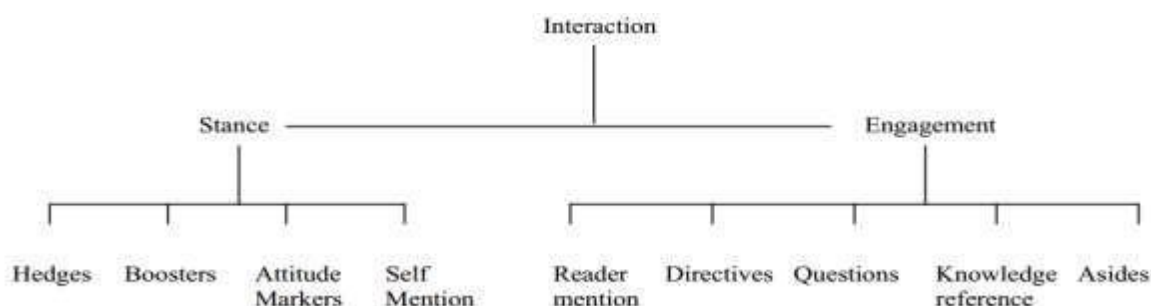 Interaction
Stance Engagement
Hedges Boosters Attitude Markers Self Mention Reader mention Directives Questions Knowledge reference Asides